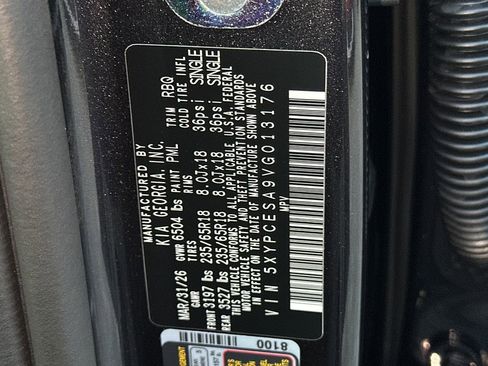 MANUFACTURED BY
KIA GEORGIA, INC.
MAR/31/26 GVWR 6504 lbs PAINT PML TRIM RBQ
GAWR TIRES RIMS COLD TIRE INFL
FRONT 3197 lbs 235/65R18 8.0Jx18 36psi SINGLE
REAR 3527 lbs 235/65R18 8.0Jx18 36psi SINGLE
THIS VEHICLE CONFORMS TO ALL APPLICABLE U.S.A. FEDERAL
MOTOR VEHICLE SAFETY STANDARDS
IN EFFECT ON THE DATE OF MANUFACTURE SHOWN ABOVE
VIN 5XYPCESA9VG013176
MPV
8100